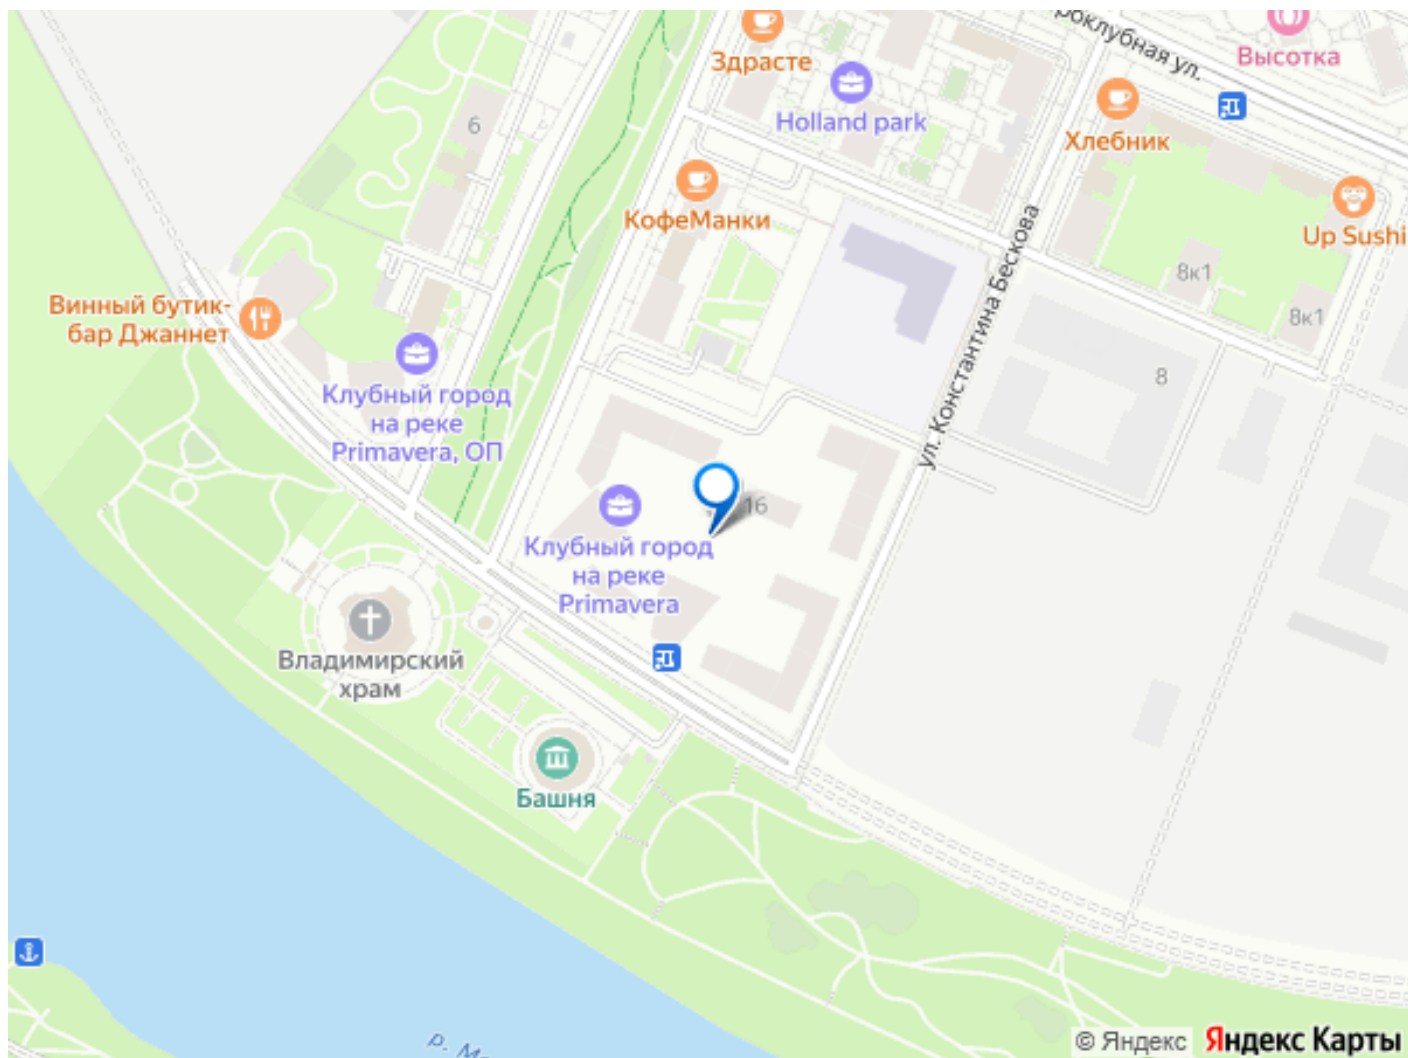 Здрасте
Holland park
Высотка
Хлебник
6
КофеМанки
Up Sushi
8к1
8к1
Винный бутик-
бар Джаннет
ул. Константина Бескова
8
Клубный город
на реке
Primavera, ОП
16
Клубный город
на реке
Primavera
Владимирский
храм
Башня
© Яндекс Яндекс Карты